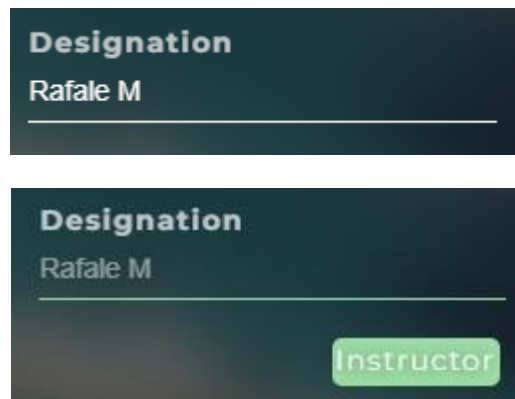 Designation
Rafale M
Designation
Rafale M
Instructor